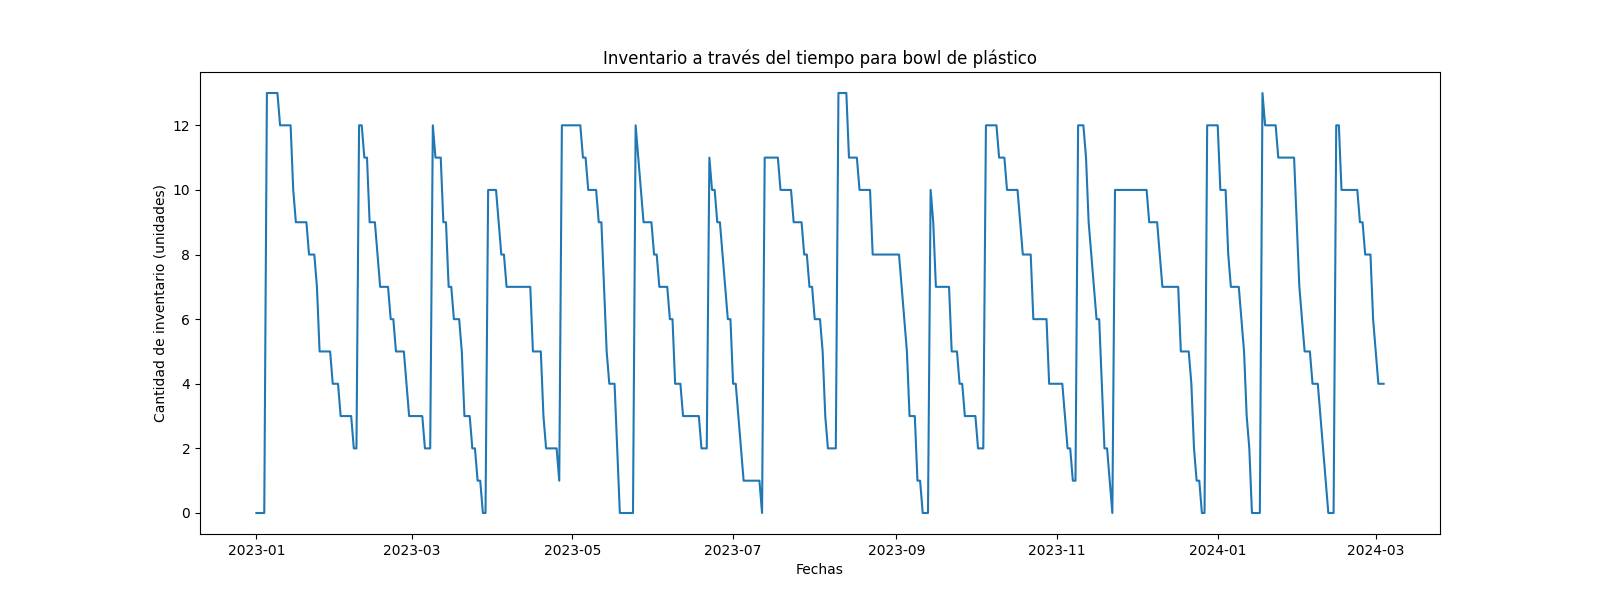 Inventario a través del tiempo para bowl de plástico
Cantidad de inventario (unidades)
12
10
8
6
4
2
0
2023-01 2023-03 2023-05 2023-07 2023-09 2023-11 2024-01 2024-03
Fechas